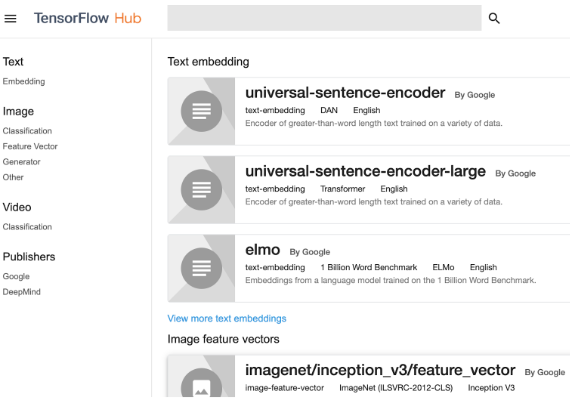 TensorFlow Hub
Text
Embedding
Image
Classification
Feature Vector
Generator
Other
Video
Classification
Publishers
Google
DeepMind
Text embedding
universal-sentence-encoder By Google
text-embedding DAN English
Encoder of greater-than-word length text trained on a variety of data.
universal-sentence-encoder-large By Google
text-embedding Transformer English
Encoder of greater-than-word length text trained on a variety of data.
elmo By Google
text-embedding 1 Billion Word Benchmark ELMo English
Embeddings from a language model trained on the 1 Billion Word Benchmark.
View more text embeddings
Image feature vectors
imagenet/inception_v3/feature_vector By Google
image-feature-vector ImageNet (ILSVRC-2012-CLS) Inception V3